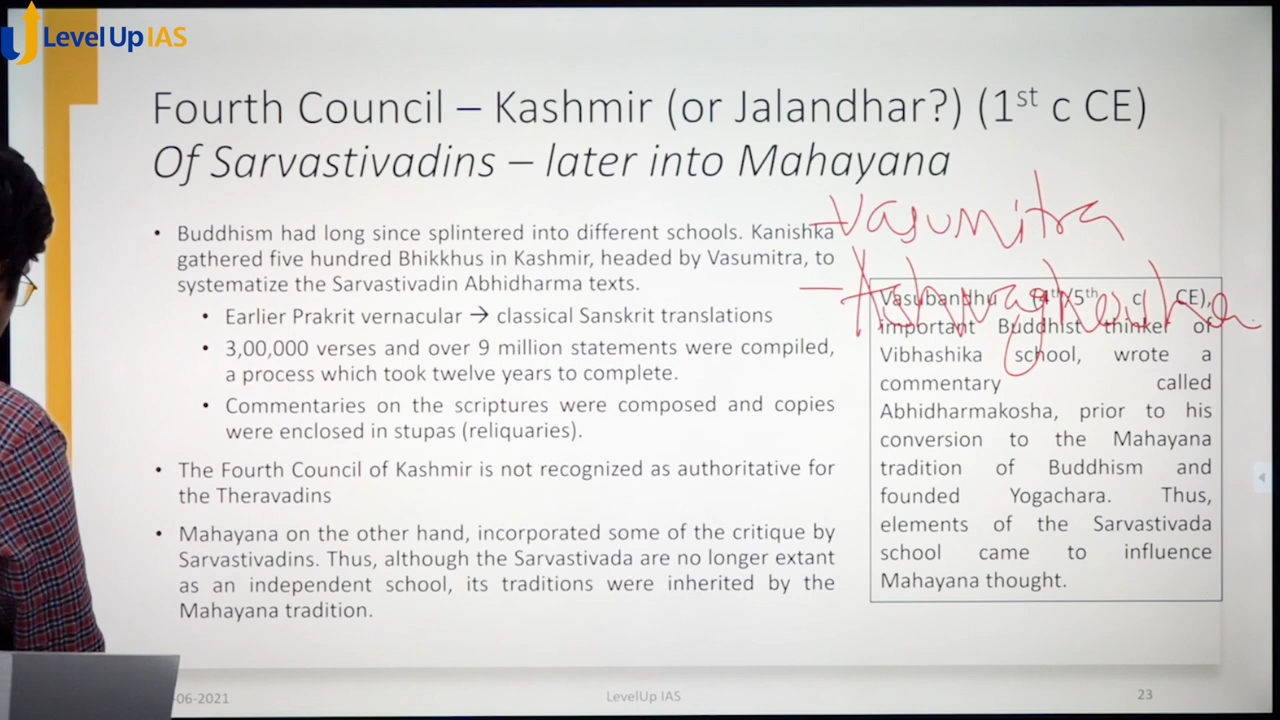 LevelUp IAS
Fourth Council – Kashmir (or Jalandhar?) (1st c CE)
Of Sarvastivadins – later into Mahayana
• Buddhism had long since splintered into different schools. Kanishka
gathered five hundred Bhikkhus in Kashmir, headed by Vasumitra, to
systematize the Sarvastivadin Abhidharma texts.
• Earlier Prakrit vernacular → classical Sanskrit translations
• 3,00,000 verses and over 9 million statements were compiled,
a process which took twelve years to complete.
• Commentaries on the scriptures were composed and copies
were enclosed in stupas (reliquaries).
• The Fourth Council of Kashmir is not recognized as authoritative for
the Theravadins
• Mahayana on the other hand, incorporated some of the critique by
Sarvastivadins. Thus, although the Sarvastivada are no longer extant
as an independent school, its traditions were inherited by the
Mahayana tradition.
– Vasumitra
– Ashwaghosha
Vasubandhu (4th/5th c CE),
important Buddhist thinker of
Vibhashika school, wrote a
commentary called
Abhidharmakosha, prior to his
conversion to the Mahayana
tradition of Buddhism and
founded Yogachara. Thus,
elements of the Sarvastivada
school came to influence
Mahayana thought.
-06-2021
LevelUp IAS
23